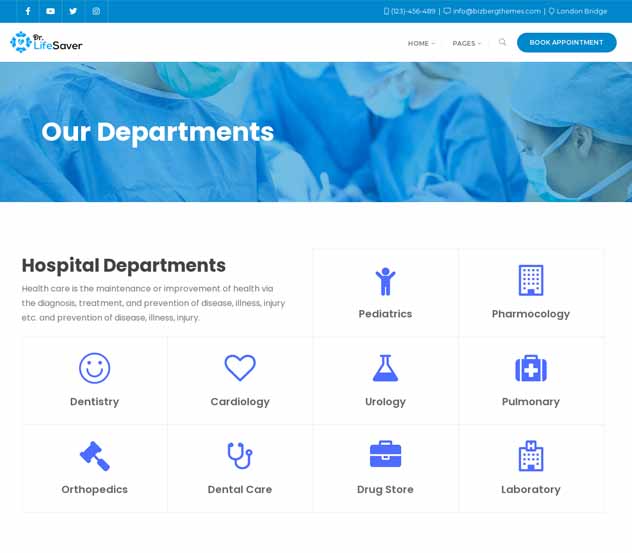 (123)-456-489 | info@bizbergthemes.com | London Bridge
Dr.
LifeSaver
HOME PAGES BOOK APPOINTMENT
Our Departments
Hospital Departments
Health care is the maintenance or improvement of health via
the diagnosis, treatment, and prevention of disease, illness, injury
etc. and prevention of disease, illness, injury.
Pediatrics
Pharmocology
Dentistry
Cardiology
Urology
Pulmonary
Orthopedics
Dental Care
Drug Store
Laboratory